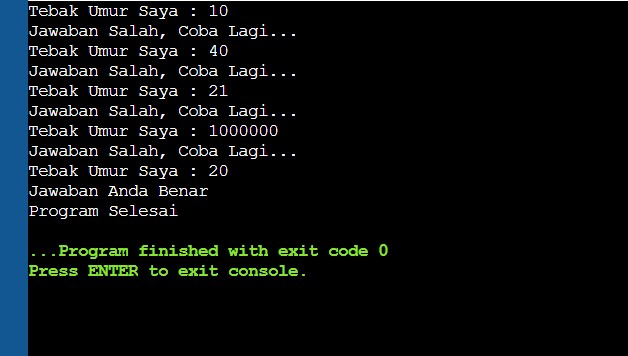 Tebak Umur Saya : 10
Jawaban Salah, Coba Lagi...
Tebak Umur Saya : 40
Jawaban Salah, Coba Lagi...
Tebak Umur Saya : 21
Jawaban Salah, Coba Lagi...
Tebak Umur Saya : 1000000
Jawaban Salah, Coba Lagi...
Tebak Umur Saya : 20
Jawaban Anda Benar
Program Selesai
...Program finished with exit code 0
Press ENTER to exit console.